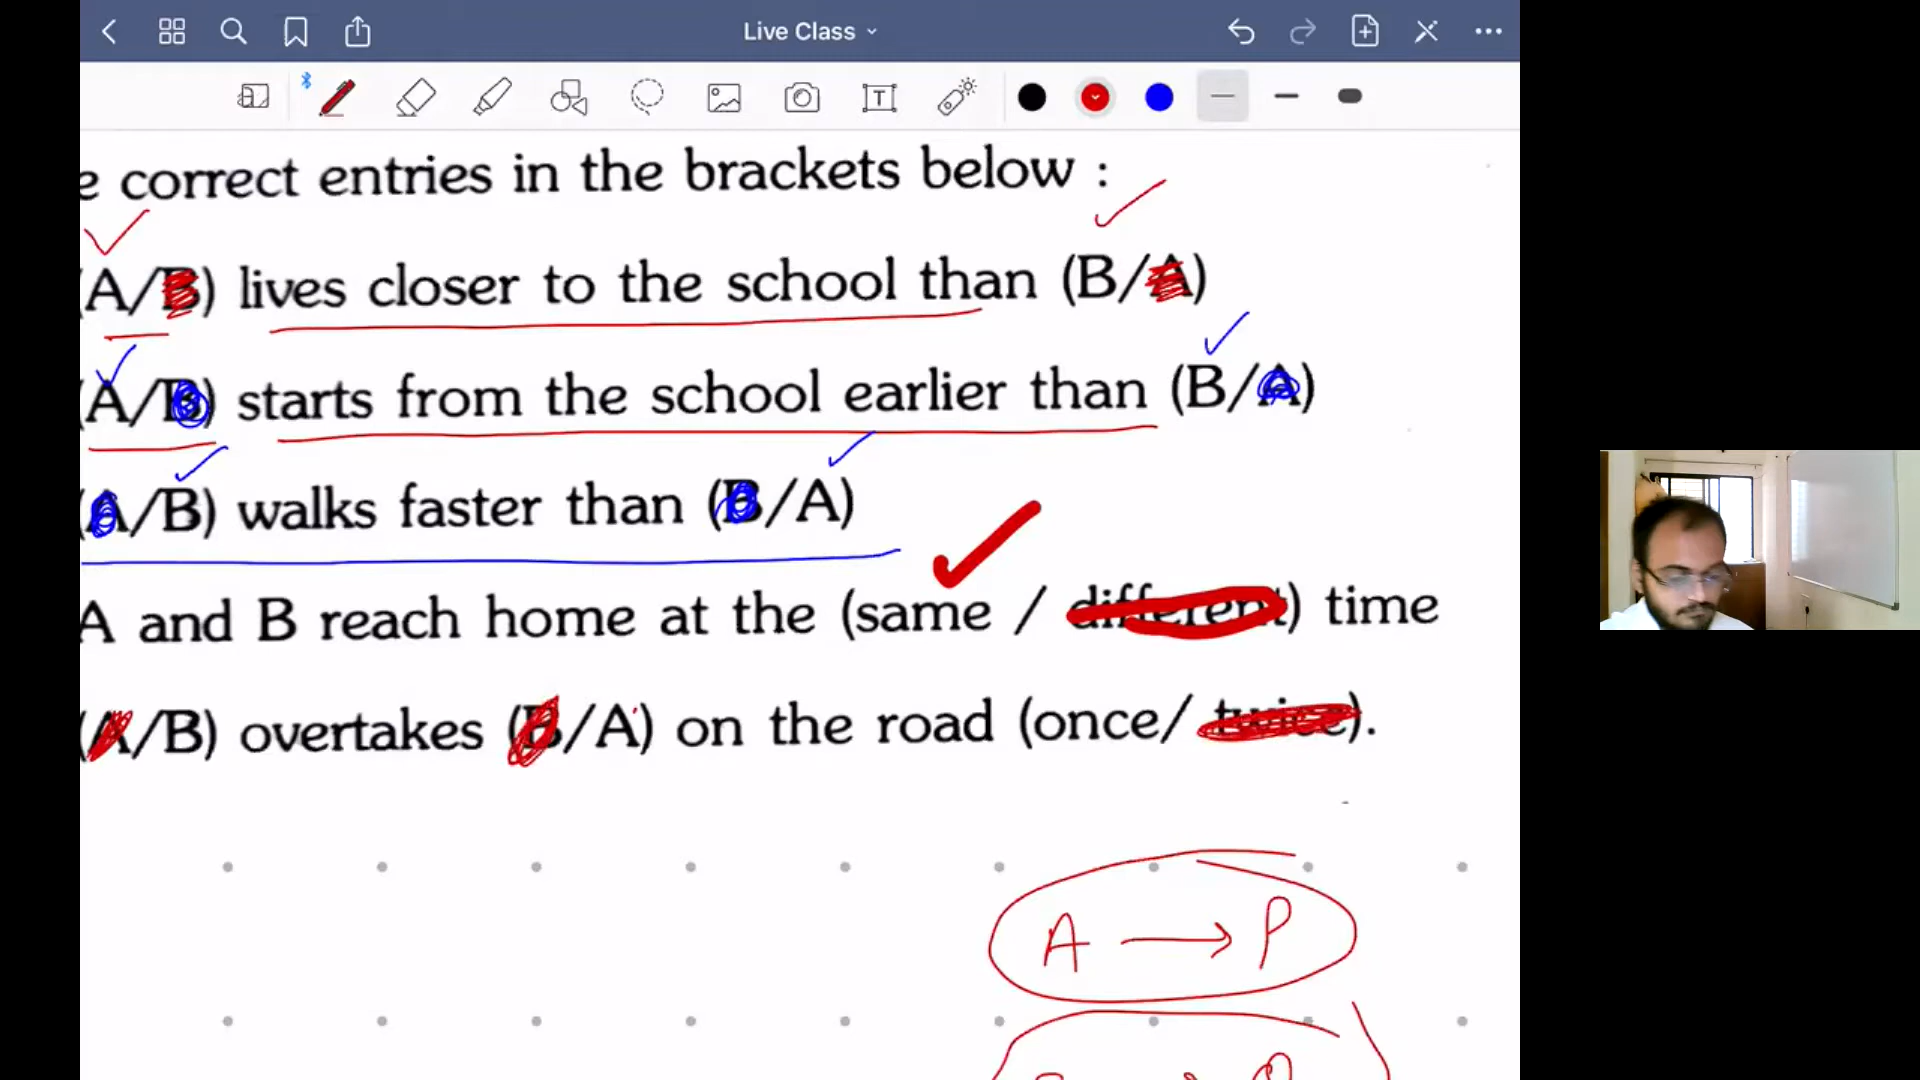 Live Class
e correct entries in the brackets below :
(A/B) lives closer to the school than (B/A)
(A/B) starts from the school earlier than (B/A)
(A/B) walks faster than (B/A)
A and B reach home at the (same / different) time
(A/B) overtakes (B/A) on the road (once/ twice).
A → P